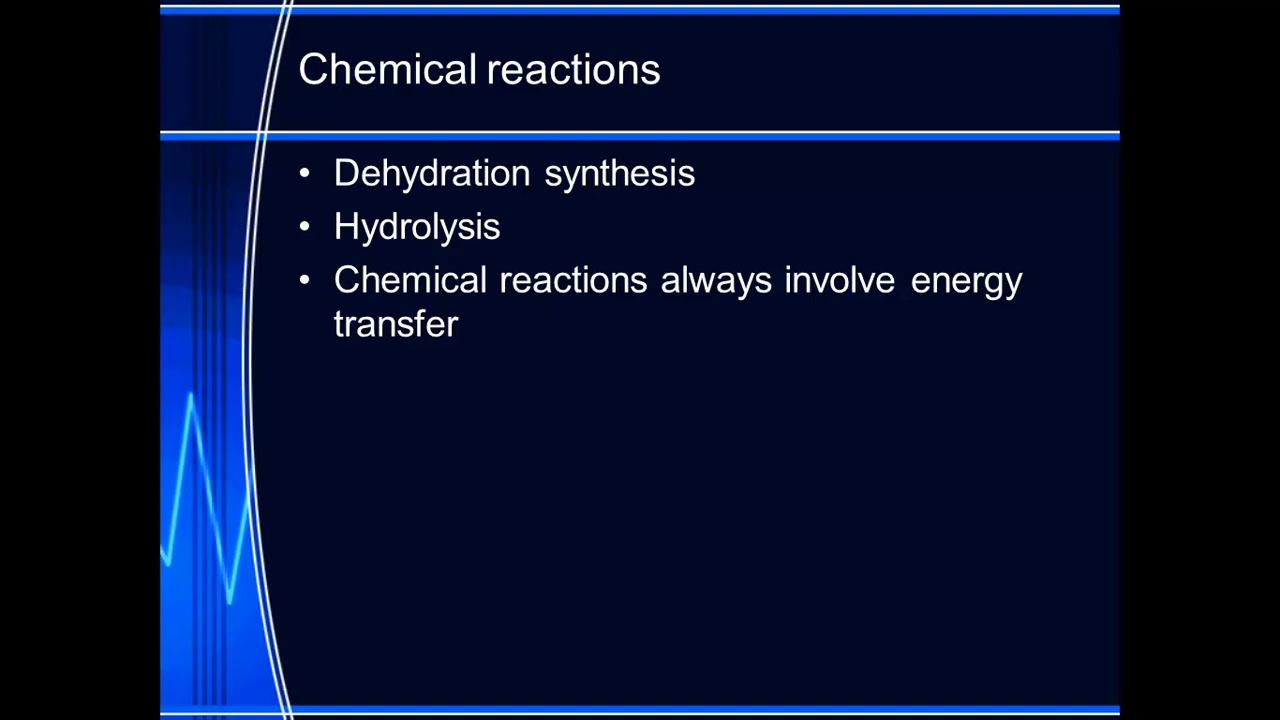 Chemical reactions
• Dehydration synthesis
• Hydrolysis
• Chemical reactions always involve energy
transfer